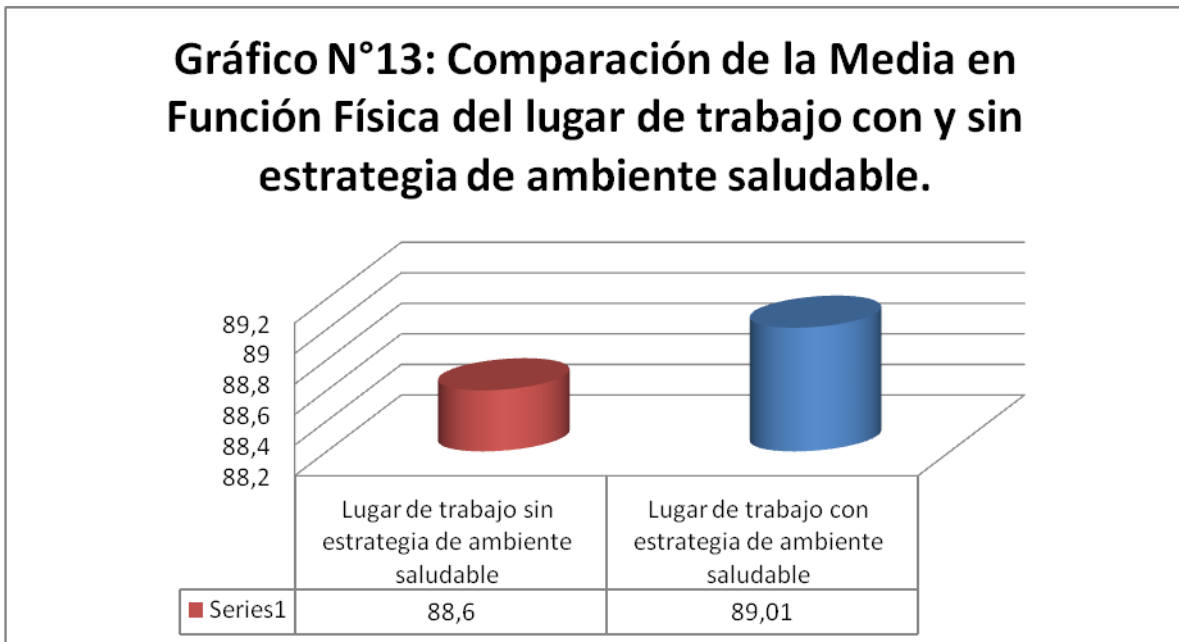 Gráfico N°13: Comparación de la Media en
Función Física del lugar de trabajo con y sin
estrategia de ambiente saludable.
89,2
89
88,8
88,6
88,4
88,2
Lugar de trabajo sin
estrategia de ambiente
saludable
Lugar de trabajo con
estrategia de ambiente
saludable
Series1
88,6
89,01